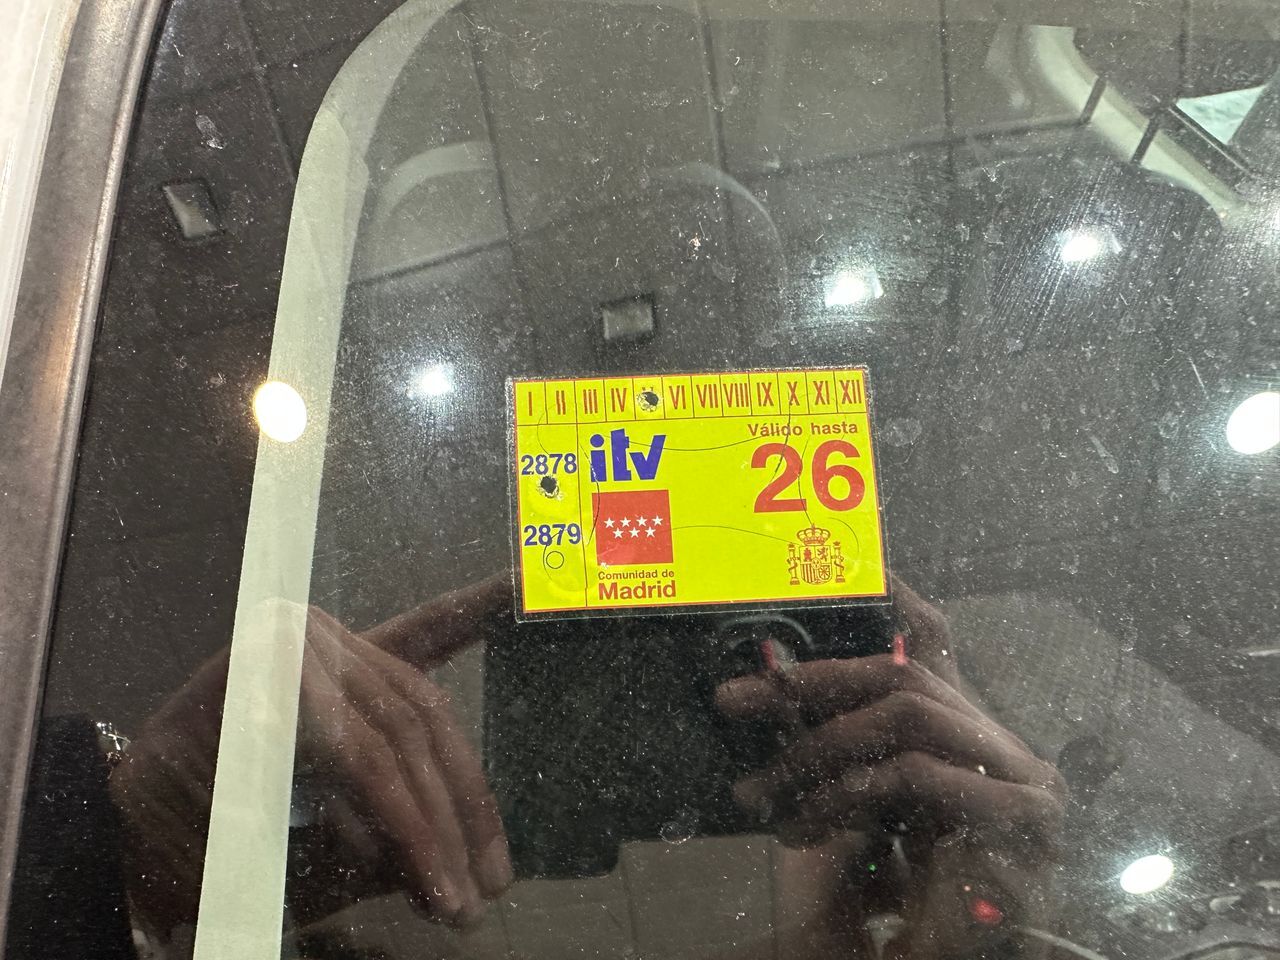 I II III IV V VI VII VIII IX X XI XII
Válido hasta
2878
itv
26
2879
Comunidad de
Madrid